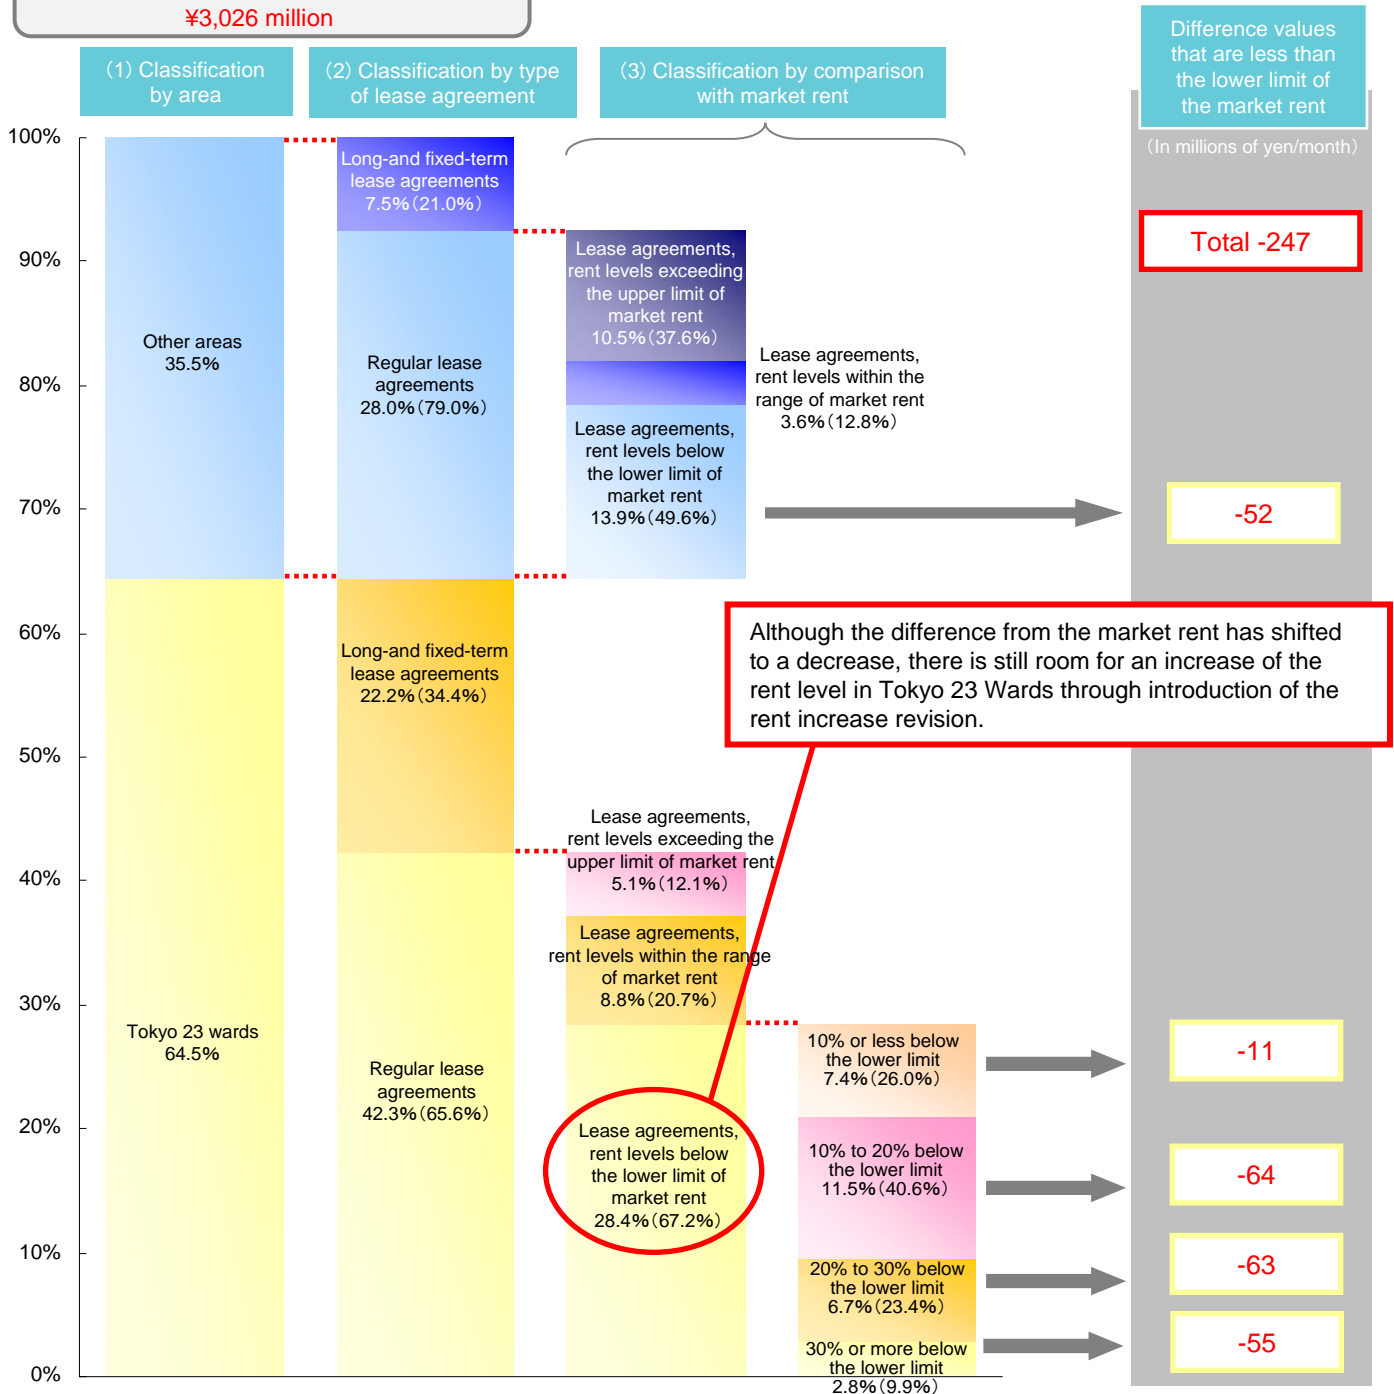 ¥3,026 million
Difference values
that are less than
the lower limit of
the market rent
(In millions of yen/month)
(1) Classification
by area
(2) Classification by type
of lease agreement
(3) Classification by comparison
with market rent
100%
90%
80%
70%
60%
50%
40%
30%
20%
10%
0%
Other areas
35.5%
Tokyo 23 wards
64.5%
Long-and fixed-term
lease agreements
7.5%(21.0%)
Regular lease
agreements
28.0%(79.0%)
Long-and fixed-term
lease agreements
22.2%(34.4%)
Regular lease
agreements
42.3%(65.6%)
Lease agreements,
rent levels exceeding
the upper limit of
market rent
10.5%(37.6%)
Lease agreements,
rent levels within the
range of market rent
3.6%(12.8%)
Lease agreements,
rent levels below
the lower limit of
market rent
13.9%(49.6%)
Although the difference from the market rent has shifted
to a decrease, there is still room for an increase of the
rent level in Tokyo 23 Wards through introduction of the
rent increase revision.
Lease agreements,
rent levels exceeding the
upper limit of market rent
5.1%(12.1%)
Lease agreements,
rent levels within the range
of market rent
8.8%(20.7%)
Lease agreements,
rent levels below
the lower limit of
market rent
28.4%(67.2%)
10% or less below
the lower limit
7.4%(26.0%)
10% to 20% below
the lower limit
11.5%(40.6%)
20% to 30% below
the lower limit
6.7%(23.4%)
30% or more below
the lower limit
2.8%(9.9%)
Total -247
-52
-11
-64
-63
-55